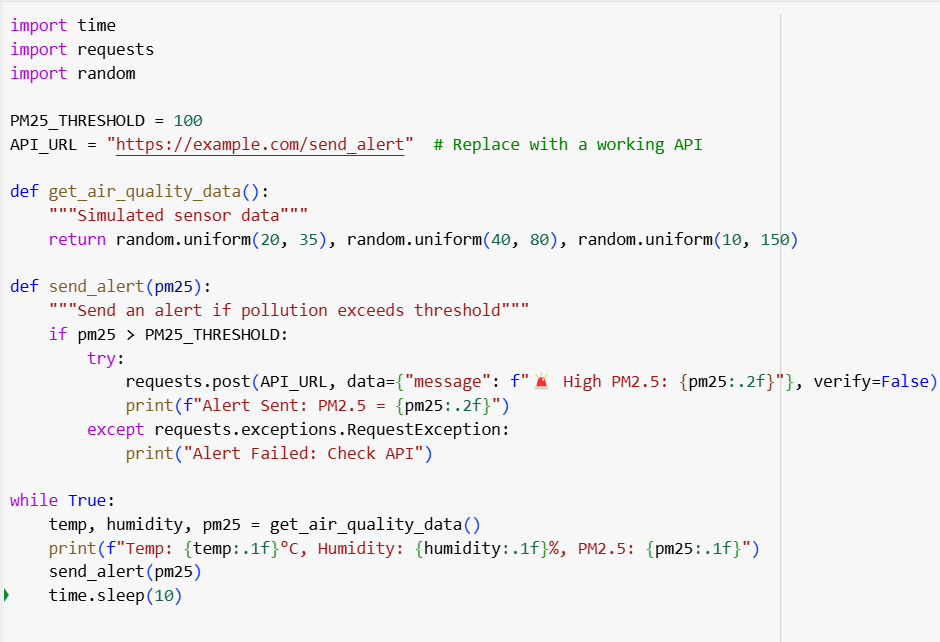 import time
import requests
import random
PM25_THRESHOLD = 100
API_URL = "https://example.com/send_alert"  # Replace with a working API
def get_air_quality_data():
    """Simulated sensor data"""
    return random.uniform(20, 35), random.uniform(40, 80), random.uniform(10, 150)
def send_alert(pm25):
    """Send an alert if pollution exceeds threshold"""
    if pm25 > PM25_THRESHOLD:
        try:
            requests.post(API_URL, data={"message": f"🚨 High PM2.5: {pm25:.2f}"}, verify=False)
            print(f"Alert Sent: PM2.5 = {pm25:.2f}")
        except requests.exceptions.RequestException:
            print("Alert Failed: Check API")
while True:
    temp, humidity, pm25 = get_air_quality_data()
    print(f"Temp: {temp:.1f}°C, Humidity: {humidity:.1f}%, PM2.5: {pm25:.1f}")
    send_alert(pm25)
    time.sleep(10)